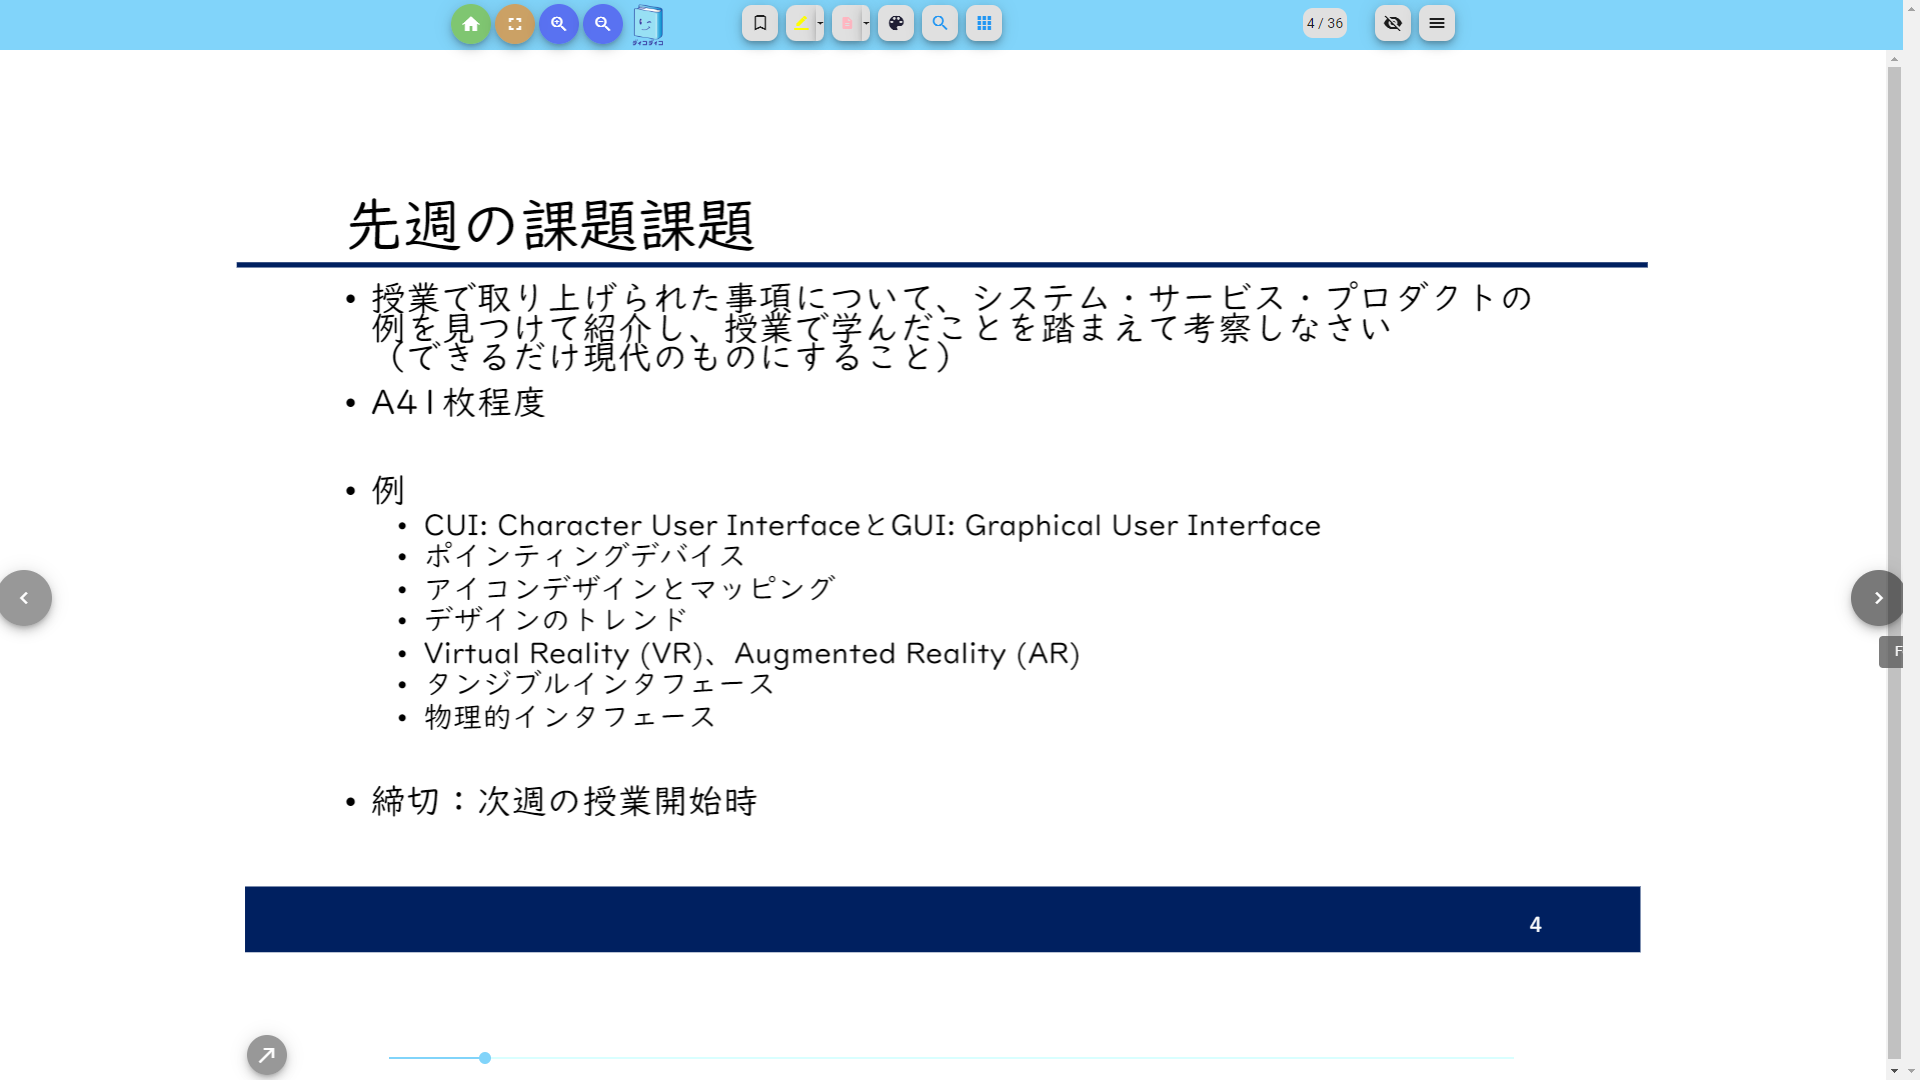 ダイコダイコ
4 / 36
先週の課題課題
• 授業で取り上げられた事項について、システム・サービス・プロダクトの
例を見つけて紹介し、授業で学んだことを踏まえて考察しなさい
（できるだけ現代のものにすること）
• A4 1枚程度
• 例
• CUI: Character User InterfaceとGUI: Graphical User Interface
• ポインティングデバイス
• アイコンデザインとマッピング
• デザインのトレンド
• Virtual Reality (VR)、Augmented Reality (AR)
• タンジブルインタフェース
• 物理的インタフェース
F
• 締切：次週の授業開始時
4